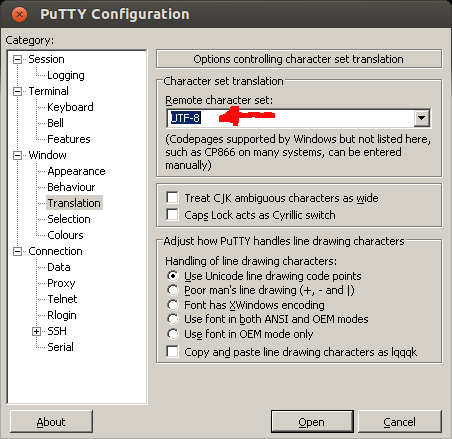 PuTTY Configuration
Category:
Session
Logging
Terminal
Keyboard
Bell
Features
Window
Appearance
Behaviour
Translation
Selection
Colours
Connection
Data
Proxy
Telnet
Rlogin
SSH
Serial
Options controlling character set translation
Character set translation
Remote character set:
UTF-8
(Codepages supported by Windows but not listed here,
such as CP866 on many systems, can be entered
manually)
Treat CJK ambiguous characters as wide
Caps Lock acts as Cyrillic switch
Adjust how PuTTY handles line drawing characters
Handling of line drawing characters:
Use Unicode line drawing code points
Poor man's line drawing (+, - and |)
Font has XWindows encoding
Use font in both ANSI and OEM modes
Use font in OEM mode only
Copy and paste line drawing characters as lqqqk
About
Open
Cancel